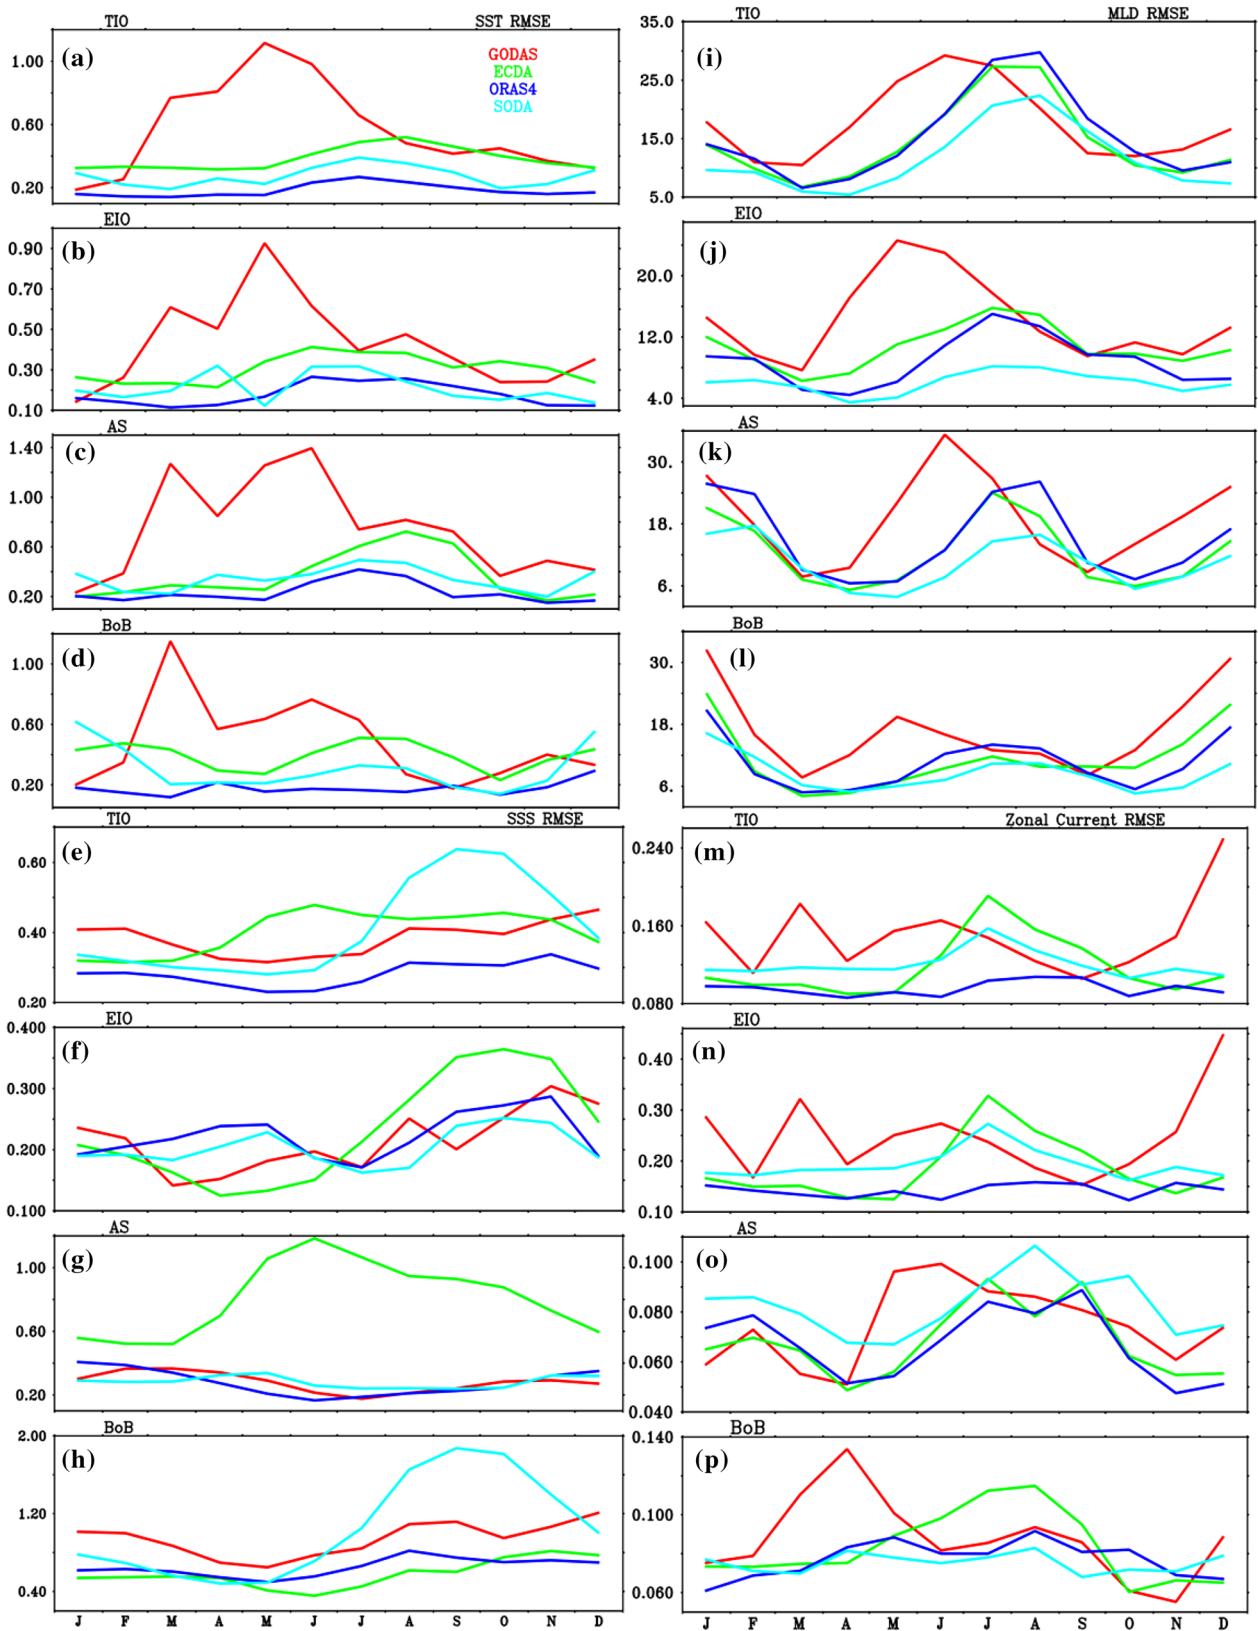 TIO SST RMSE
(a)
GODAS
ECDA
ORAS4
SODA
1.00
0.60
0.20
EIO
(b)
0.90
0.70
0.50
0.30
0.10
AS
(c)
1.40
1.00
0.60
0.20
BoB
(d)
1.00
0.60
0.20
TIO SSS RMSE
(e)
0.60
0.40
0.20
EIO
(f)
0.400
0.300
0.200
0.100
AS
(g)
1.00
0.60
0.20
BoB
(h)
2.00
1.20
0.40
J F M A M J J A S O N D
TIO MLD RMSE
(i)
35.0
25.0
15.0
5.0
EIO
(j)
20.0
12.0
4.0
AS
(k)
30.
18.
6.
BoB
(l)
30.
18.
6.
TIO Zonal Current RMSE
(m)
0.240
0.160
0.080
EIO
(n)
0.40
0.30
0.20
0.10
AS
(o)
0.100
0.080
0.060
0.040
BoB
(p)
0.140
0.100
0.060
J F M A M J J A S O N D